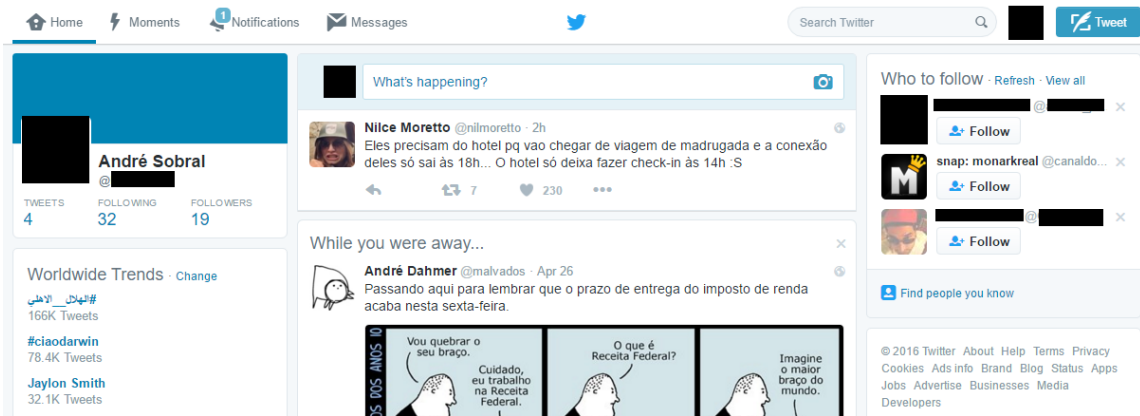 Home
Moments
1
Notifications
Messages
Search Twitter
Tweet
André Sobral
@
TWEETS
4
FOLLOWING
32
FOLLOWERS
19
Worldwide Trends · Change
#الهلال__الاهلي
166K Tweets
#ciaodarwin
78.4K Tweets
Jaylon Smith
32.1K Tweets
What's happening?
Nilce Moretto @nilmoretto · 2h
Eles precisam do hotel pq vao chegar de viagem de madrugada e a conexão
deles só sai às 18h... O hotel só deixa fazer check-in às 14h :S
7
230
While you were away...
André Dahmer @malvados · Apr 26
Passando aqui para lembrar que o prazo de entrega do imposto de renda
acaba nesta sexta-feira.
OS DOS ANOS 10
Vou quebrar o
seu braço.
Cuidado,
eu trabalho
na Receita
Federal.
O que é
Receita Federal?
Imagine
o maior
braço do
mundo.
Who to follow · Refresh · View all
@
Follow
M
snap: monarkreal @canaldo...
Follow
@
Follow
Find people you know
© 2016 Twitter About Help Terms Privacy
Cookies Ads info Brand Blog Status Apps
Jobs Advertise Businesses Media
Developers